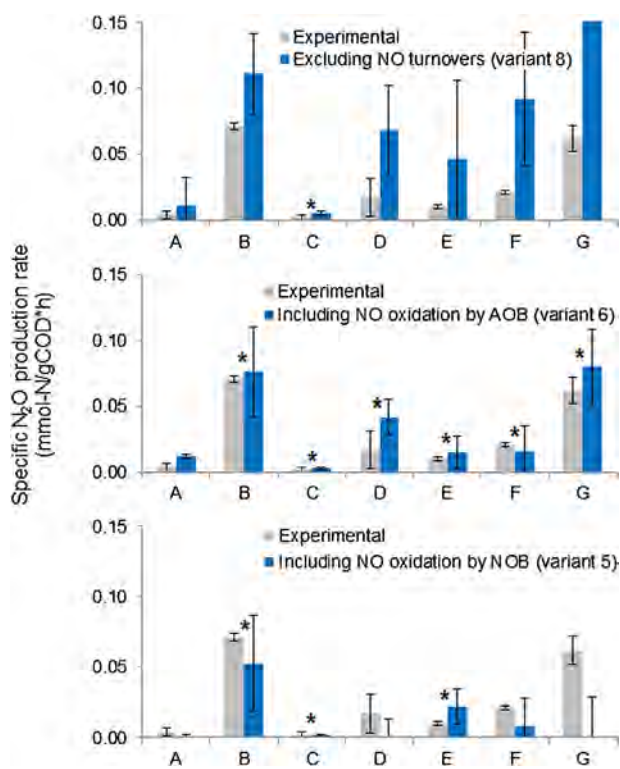 Specific N₂O production rate
(mmol-N/gCOD*h)
0.15
0.10
0.05
0.00
Experimental
Excluding NO turnovers (variant 8)
*
A B C D E F G
0.15
0.10
0.05
0.00
Experimental
Including NO oxidation by AOB (variant 6)
* * * * * *
A B C D E F G
0.15
0.10
0.05
0.00
Experimental
Including NO oxidation by NOB (variant 5)
* * *
A B C D E F G